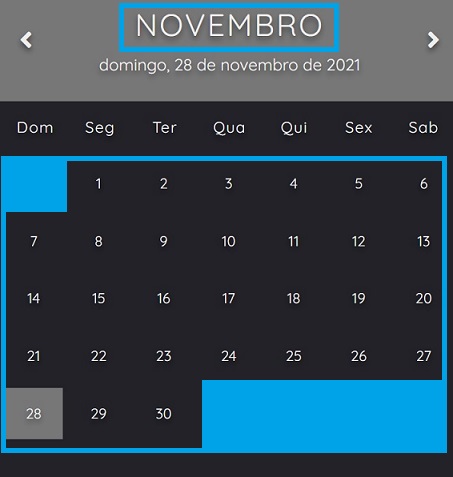 NOVEMBRO
domingo, 28 de novembro de 2021
Dom Seg Ter Qua Qui Sex Sab
1 2 3 4 5 6
7 8 9 10 11 12 13
14 15 16 17 18 19 20
21 22 23 24 25 26 27
28 29 30